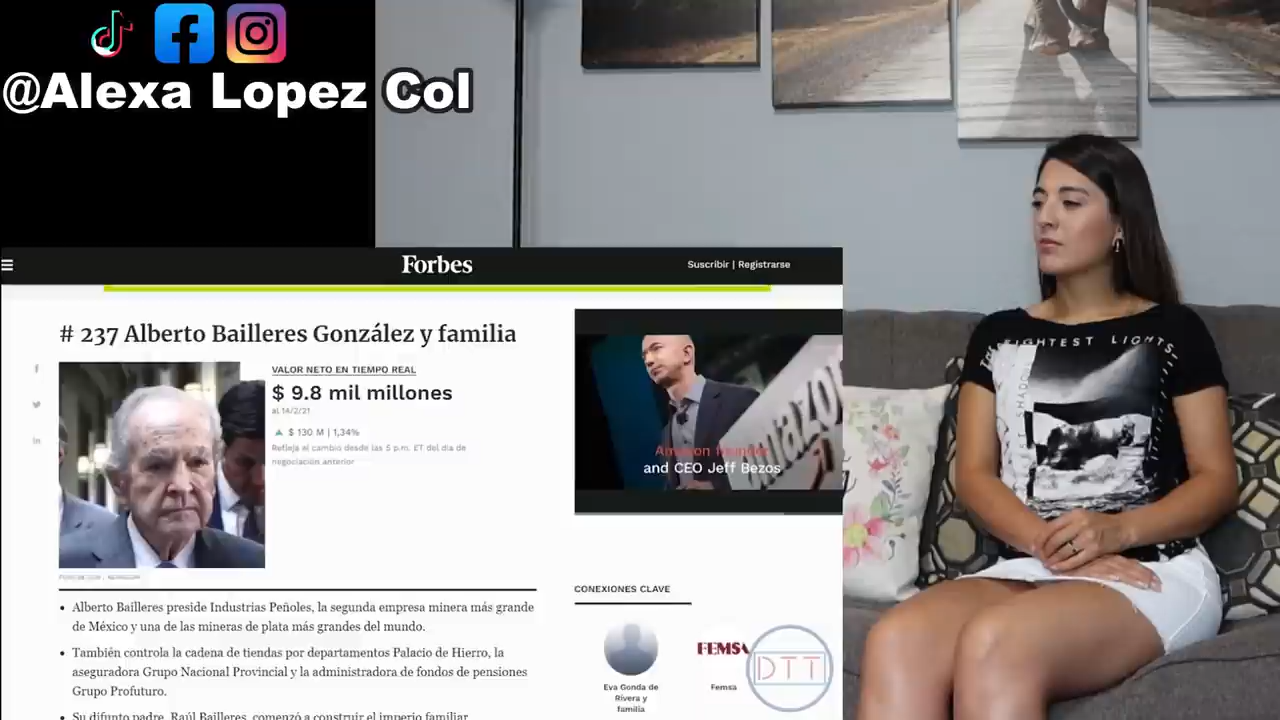 @Alexa Lopez Col
Forbes
Suscribir | Registrarse
# 237 Alberto Bailleres González y familia
VALOR NETO EN TIEMPO REAL
$ 9.8 mil millones
al 14/2/21
$ 130 M | 1,34%
Refleja el cambio desde las 5 p.m. ET del día de
negociación anterior
amazon
Amazon founder
and CEO Jeff Bezos
Alberto Bailleres preside Industrias Peñoles, la segunda empresa minera más grande
de México y una de las mineras de plata más grandes del mundo.
También controla la cadena de tiendas por departamentos Palacio de Hierro, la
aseguradora Grupo Nacional Provincial y la administradora de fondos de pensiones
Grupo Profuturo.
Su difunto padre, Raúl Bailleres, comenzó a construir el imperio familiar
CONEXIONES CLAVE
Eva Gonda de
Rivera y
familia
FEMSA
Femsa
DTT
LIGHTS